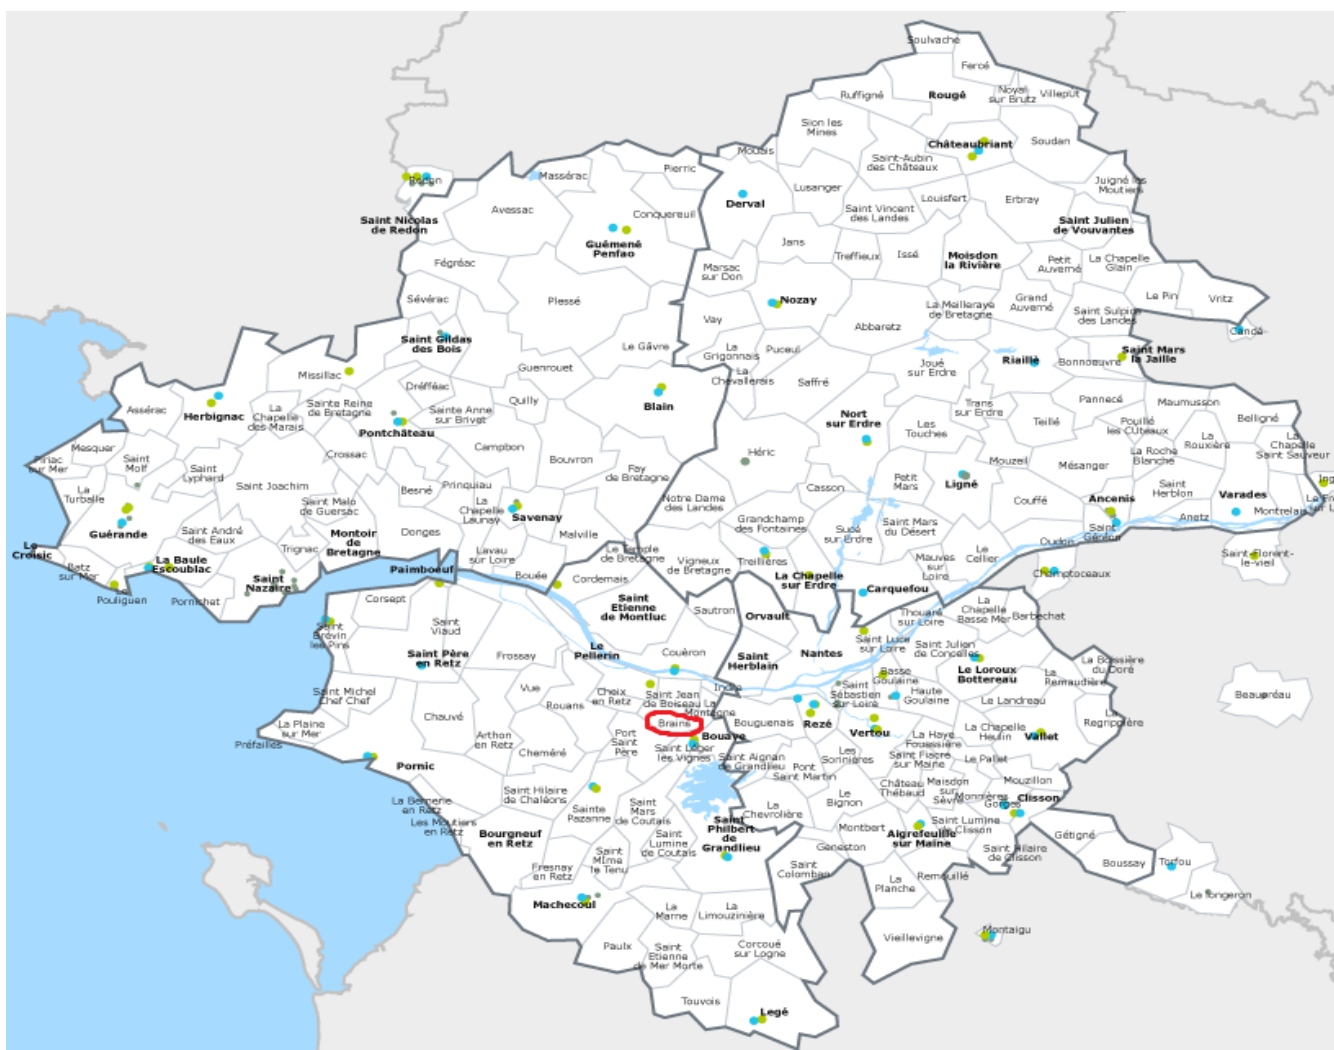 Soulvache
Fercé
Ruffigné
Rougé
Noyal
sur Brutz
Villepot
Sion les
Mines
Châteaubriant
Soudan
Mouais
Saint-Aubin
des Châteaux
Redon
Massérac
Pierric
Juigné les
Moutiers
Derval
Lusanger
Louisfert
Erbray
Avessac
Conquereuil
Saint Vincent
des Landes
Saint Nicolas
de Redon
Saint Julien
de Vouvantes
Guémené
Penfao
Jans
Treffieux
Issé
Moisdon
la Rivière
Petit
Auverné
La Chapelle
Glain
Fégréac
Marsac
sur Don
Sévérac
Plessé
Nozay
La Meilleraye
de Bretagne
Grand
Auverné
Saint Sulpice
des Landes
Le Pin
Vritz
Vay
Abbaretz
Candé
Saint Gildas
des Bois
Le Gâvre
La
Grigonnais
Puceul
Joué
sur Erdre
Riaillé
Bonnoeuvre
Saint Mars
la Jaille
Missillac
Dréfféac
Guenrouet
La
Chevallerais
Saffré
Assérac
Herbignac
La
Chapelle
des Marais
Sainte Reine
de Bretagne
Sainte Anne
sur Brivet
Quilly
Blain
Nort
sur Erdre
Trans
sur Erdre
Teillé
Pannecé
Maumusson
Belligné
Pontchâteau
Les
Touches
Pouillé
les CUteaux
La
Rouxière
La
Chapelle
Saint Sauveur
Mesquer
Crossac
Campbon
Bouvron
Héric
Petit
Mars
Mouzeil
Mésanger
La Roche
Blanche
Piriac
sur Mer
Saint
Molf
Saint
Lyphard
Saint Joachim
Besné
Prinquiau
Fay
de Bretagne
Casson
Ligné
Couffé
Saint
Herblon
Varades
La
Turballe
Saint Malo
de Guersac
La
Chapelle
Launay
Savenay
Notre Dame
des Landes
Ancenis
Anetz
Montrelais
Guérande
Saint André
des Eaux
Montoir
de Bretagne
Donges
Malville
Grandchamp
des Fontaines
Sucé
sur Erdre
Saint Mars
du Désert
Saint
Géréon
Le
Croisic
Batz
sur Mer
La Baule
Escoublac
Trignac
Lavau
sur Loire
Le Temple
de Bretagne
Vigneux
de Bretagne
Treillières
Mauves
sur
Loire
Le
Cellier
Oudon
Saint-Florent-
le-vieil
Le
Pouliguen
Pornichet
Saint
Nazaire
Paimboeuf
Bouée
Cordemais
La Chapelle
sur Erdre
Carquefou
Champtoceaux
Corsept
Saint
Etienne
de Montluc
Sautron
Orvault
Thouaré
sur Loire
La
Chapelle
Basse Mer
Barbechat
Saint
Brévin
les Pins
Saint
Viaud
Le
Pellerin
Saint
Herblain
Nantes
Saint Luce
sur Loire
Saint Julien
de Concelles
Saint Père
en Retz
Frossay
Couëron
Basse
Goulaine
Le Loroux
Bottereau
La Boissière
du Doré
La
Remaudière
Saint Michel
Chef Chef
Vue
Rouans
Cheix
en Retz
Saint Jean
de Boiseau
La
Montagne
Indre
Saint
Sébastien
sur Loire
Haute
Goulaine
Le Landreau
Beaupréau
La Plaine
sur Mer
Chauvé
Brains
Bouguenais
Rezé
Vertou
La Chapelle
Heulin
Vallet
La
Regrippière
Préfailles
Arthon
en Retz
Cheméré
Port
Saint
Père
Bouaye
Saint Léger
les Vignes
Saint Aignan
de Grandlieu
Les
Sorinières
La Haye
Fouassière
Saint Fiacre
sur Maine
Le Pallet
Pornic
Pont
Saint Martin
Château
Thébaud
Maisdon
sur
Sèvre
Monnières
Mouzillon
Gorges
Clisson
La Bernerie
en Retz
Saint Hilaire
de Chaléons
Sainte
Pazanne
Saint
Mars
de Coutais
La
Chevrolière
Le
Bignon
Les Moutiers
en Retz
Bourgneuf
en Retz
Saint
Lumine
de Coutais
Saint
Philbert
de
Grandlieu
Montbert
Geneston
Aigrefeuille
sur Maine
Saint Lumine
de Clisson
Saint Hilaire
de Clisson
Gétigné
Boussay
Torfou
Fresnay
en Retz
Saint
MIme
le Tenu
Saint
Colomban
La
Planche
Remouillé
Le longeron
Machecoul
La
Marne
La
Limouzinière
Vieillevigne
Montaigu
Paulx
Saint
Etienne
de Mer Morte
Corcoué
sur Logne
Touvois
Legé